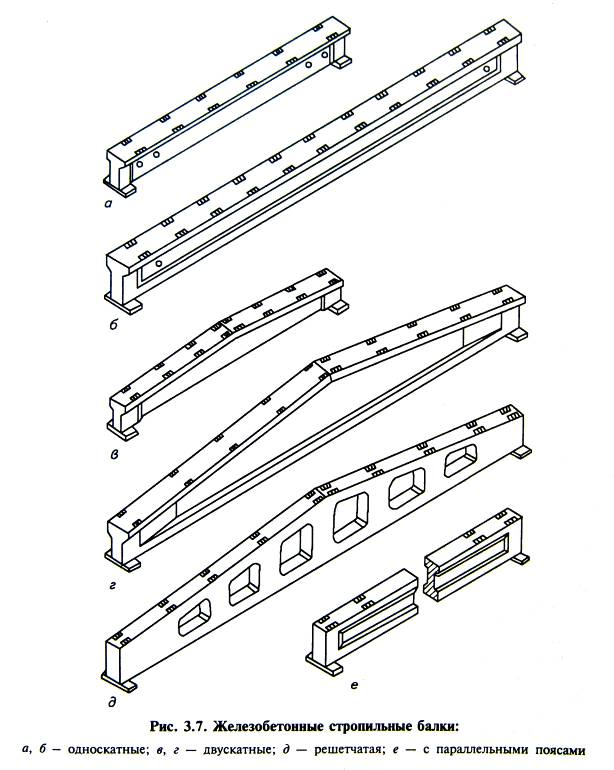 а
б
в
г
д
е
Рис. 3.7. Железобетонные стропильные балки:
а, б — односкатные; в, г — двускатные; д — решетчатая; е — с параллельными поясами